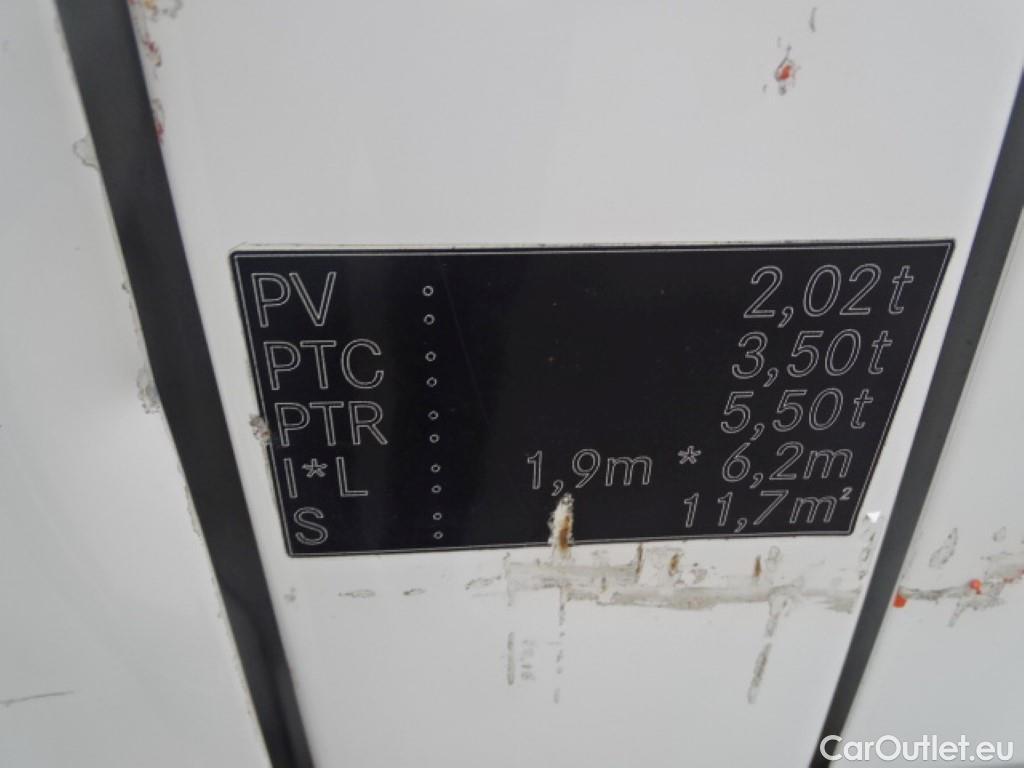 PV : 2,02t
PTC : 3,50t
PTR : 5,50t
I*L : 1,9m * 6,2m
S : 11,7m²
CarOutlet.eu